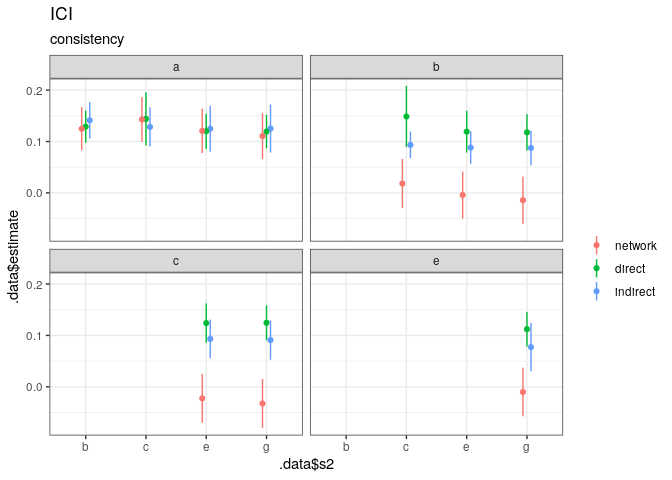 ICI
consistency
a
b
0.2
0.1
0.0
c
e
0.2
0.1
0.0
b
c
e
g
b
c
e
g
.data$s2
.data$estimate
network
direct
indirect